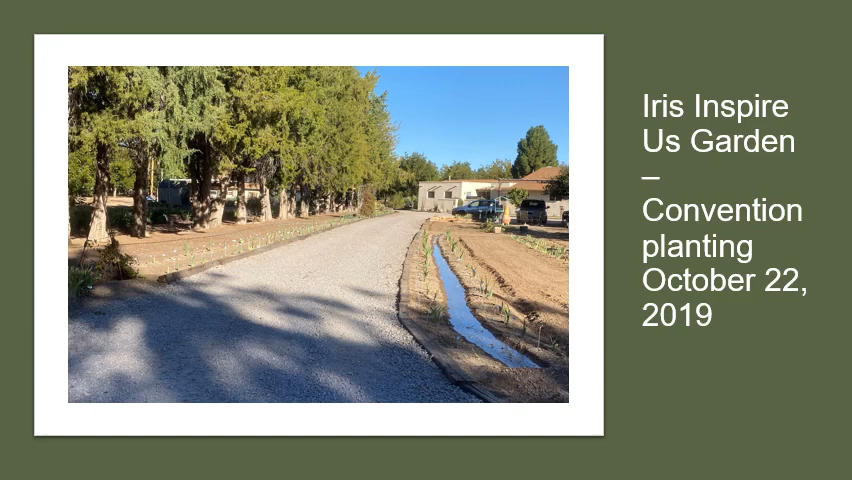 Iris Inspire
Us Garden
–
Convention
planting
October 22,
2019